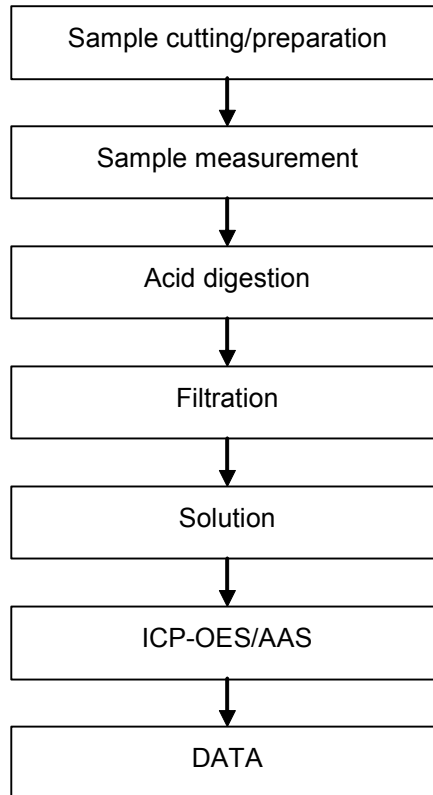 Sample cutting/preparation
Sample measurement
Acid digestion
Filtration
Solution
ICP-OES/AAS
DATA